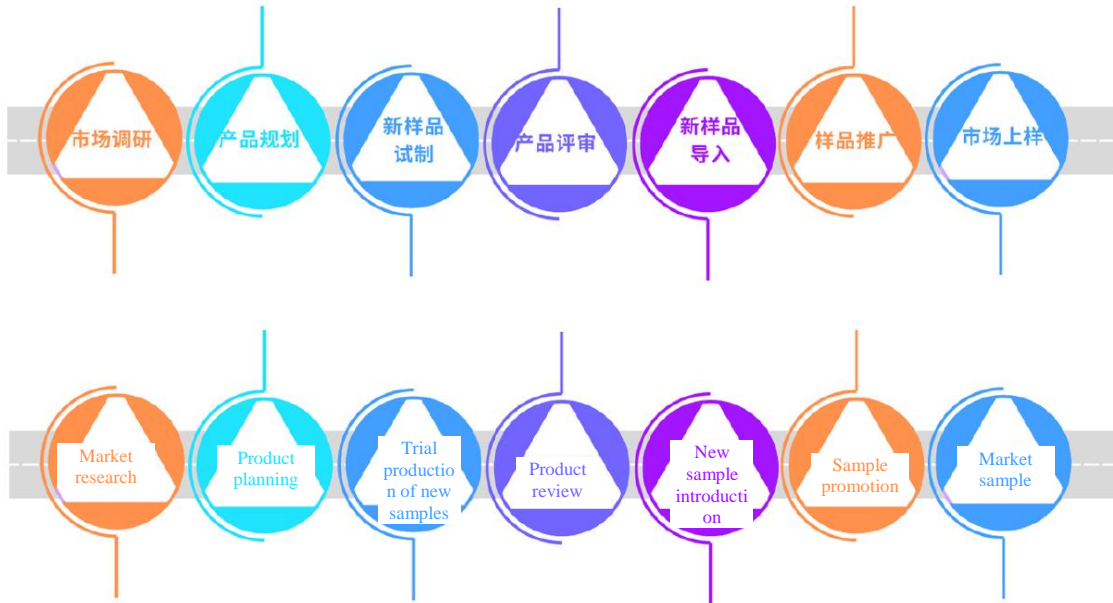 市场调研
产品规划
新样品
试制
产品评审
新样品
导入
样品推广
市场上样
Market
research
Product
planning
Trial
productio
n of new
samples
Product
review
New
sample
introducti
on
Sample
promotion
Market
sample